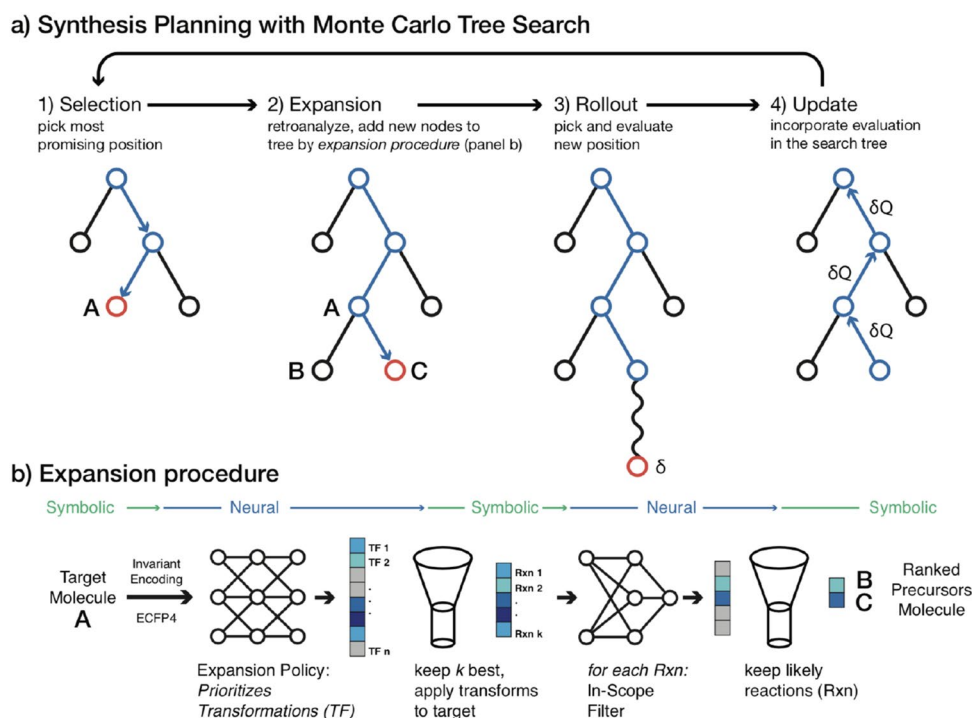 a) Synthesis Planning with Monte Carlo Tree Search
1) Selection
pick most
promising position
2) Expansion
retroanalyze, add new nodes to
tree by expansion procedure (panel b)
3) Rollout
pick and evaluate
new position
4) Update
incorporate evaluation
in the search tree
A
A
B
C
δ
δQ
δQ
δQ
b) Expansion procedure
Symbolic
Neural
Symbolic
Neural
Symbolic
Target
Molecule
A
Invariant
Encoding
ECFP4
TF 1
TF 2
.
.
.
TF n
Rxn 1
Rxn 2
.
.
Rxn k
B
C
Ranked
Precursors
Molecule
Expansion Policy:
Prioritizes
Transformations (TF)
keep k best,
apply transforms
to target
for each Rxn:
In-Scope
Filter
keep likely
reactions (Rxn)